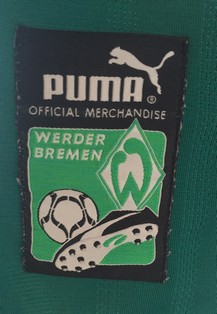 PUMA®
OFFICIAL MERCHANDISE
WERDER
BREMEN
W